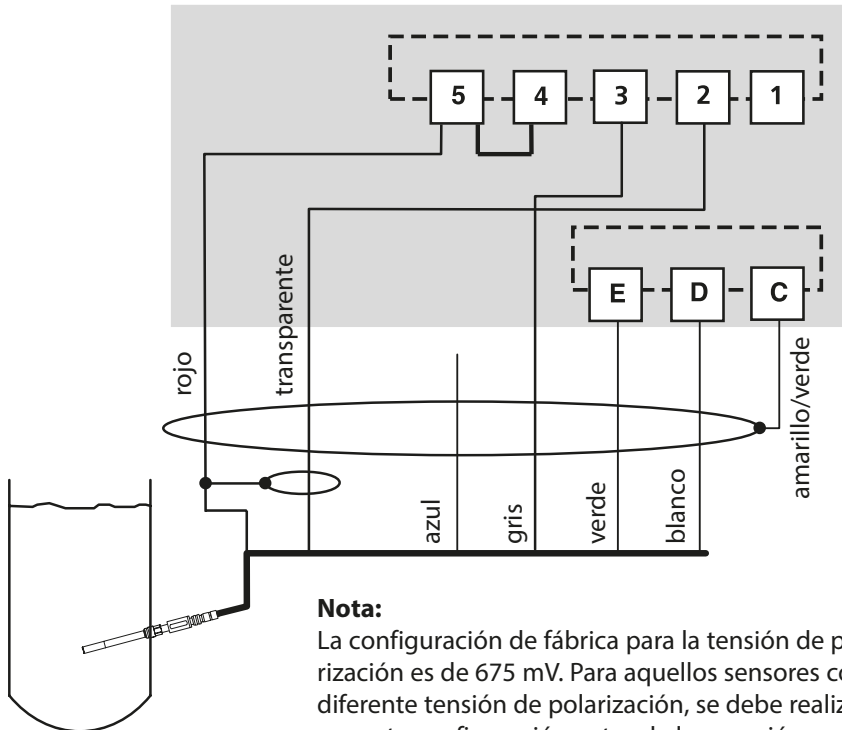 5 4 3 2 1
E D C
rojo
transparente
amarillo/verde
azul
gris
verde
blanco
Nota:
La configuración de fábrica para la tensión de p
rización es de 675 mV. Para aquellos sensores co
diferente tensión de polarización, se debe realiz